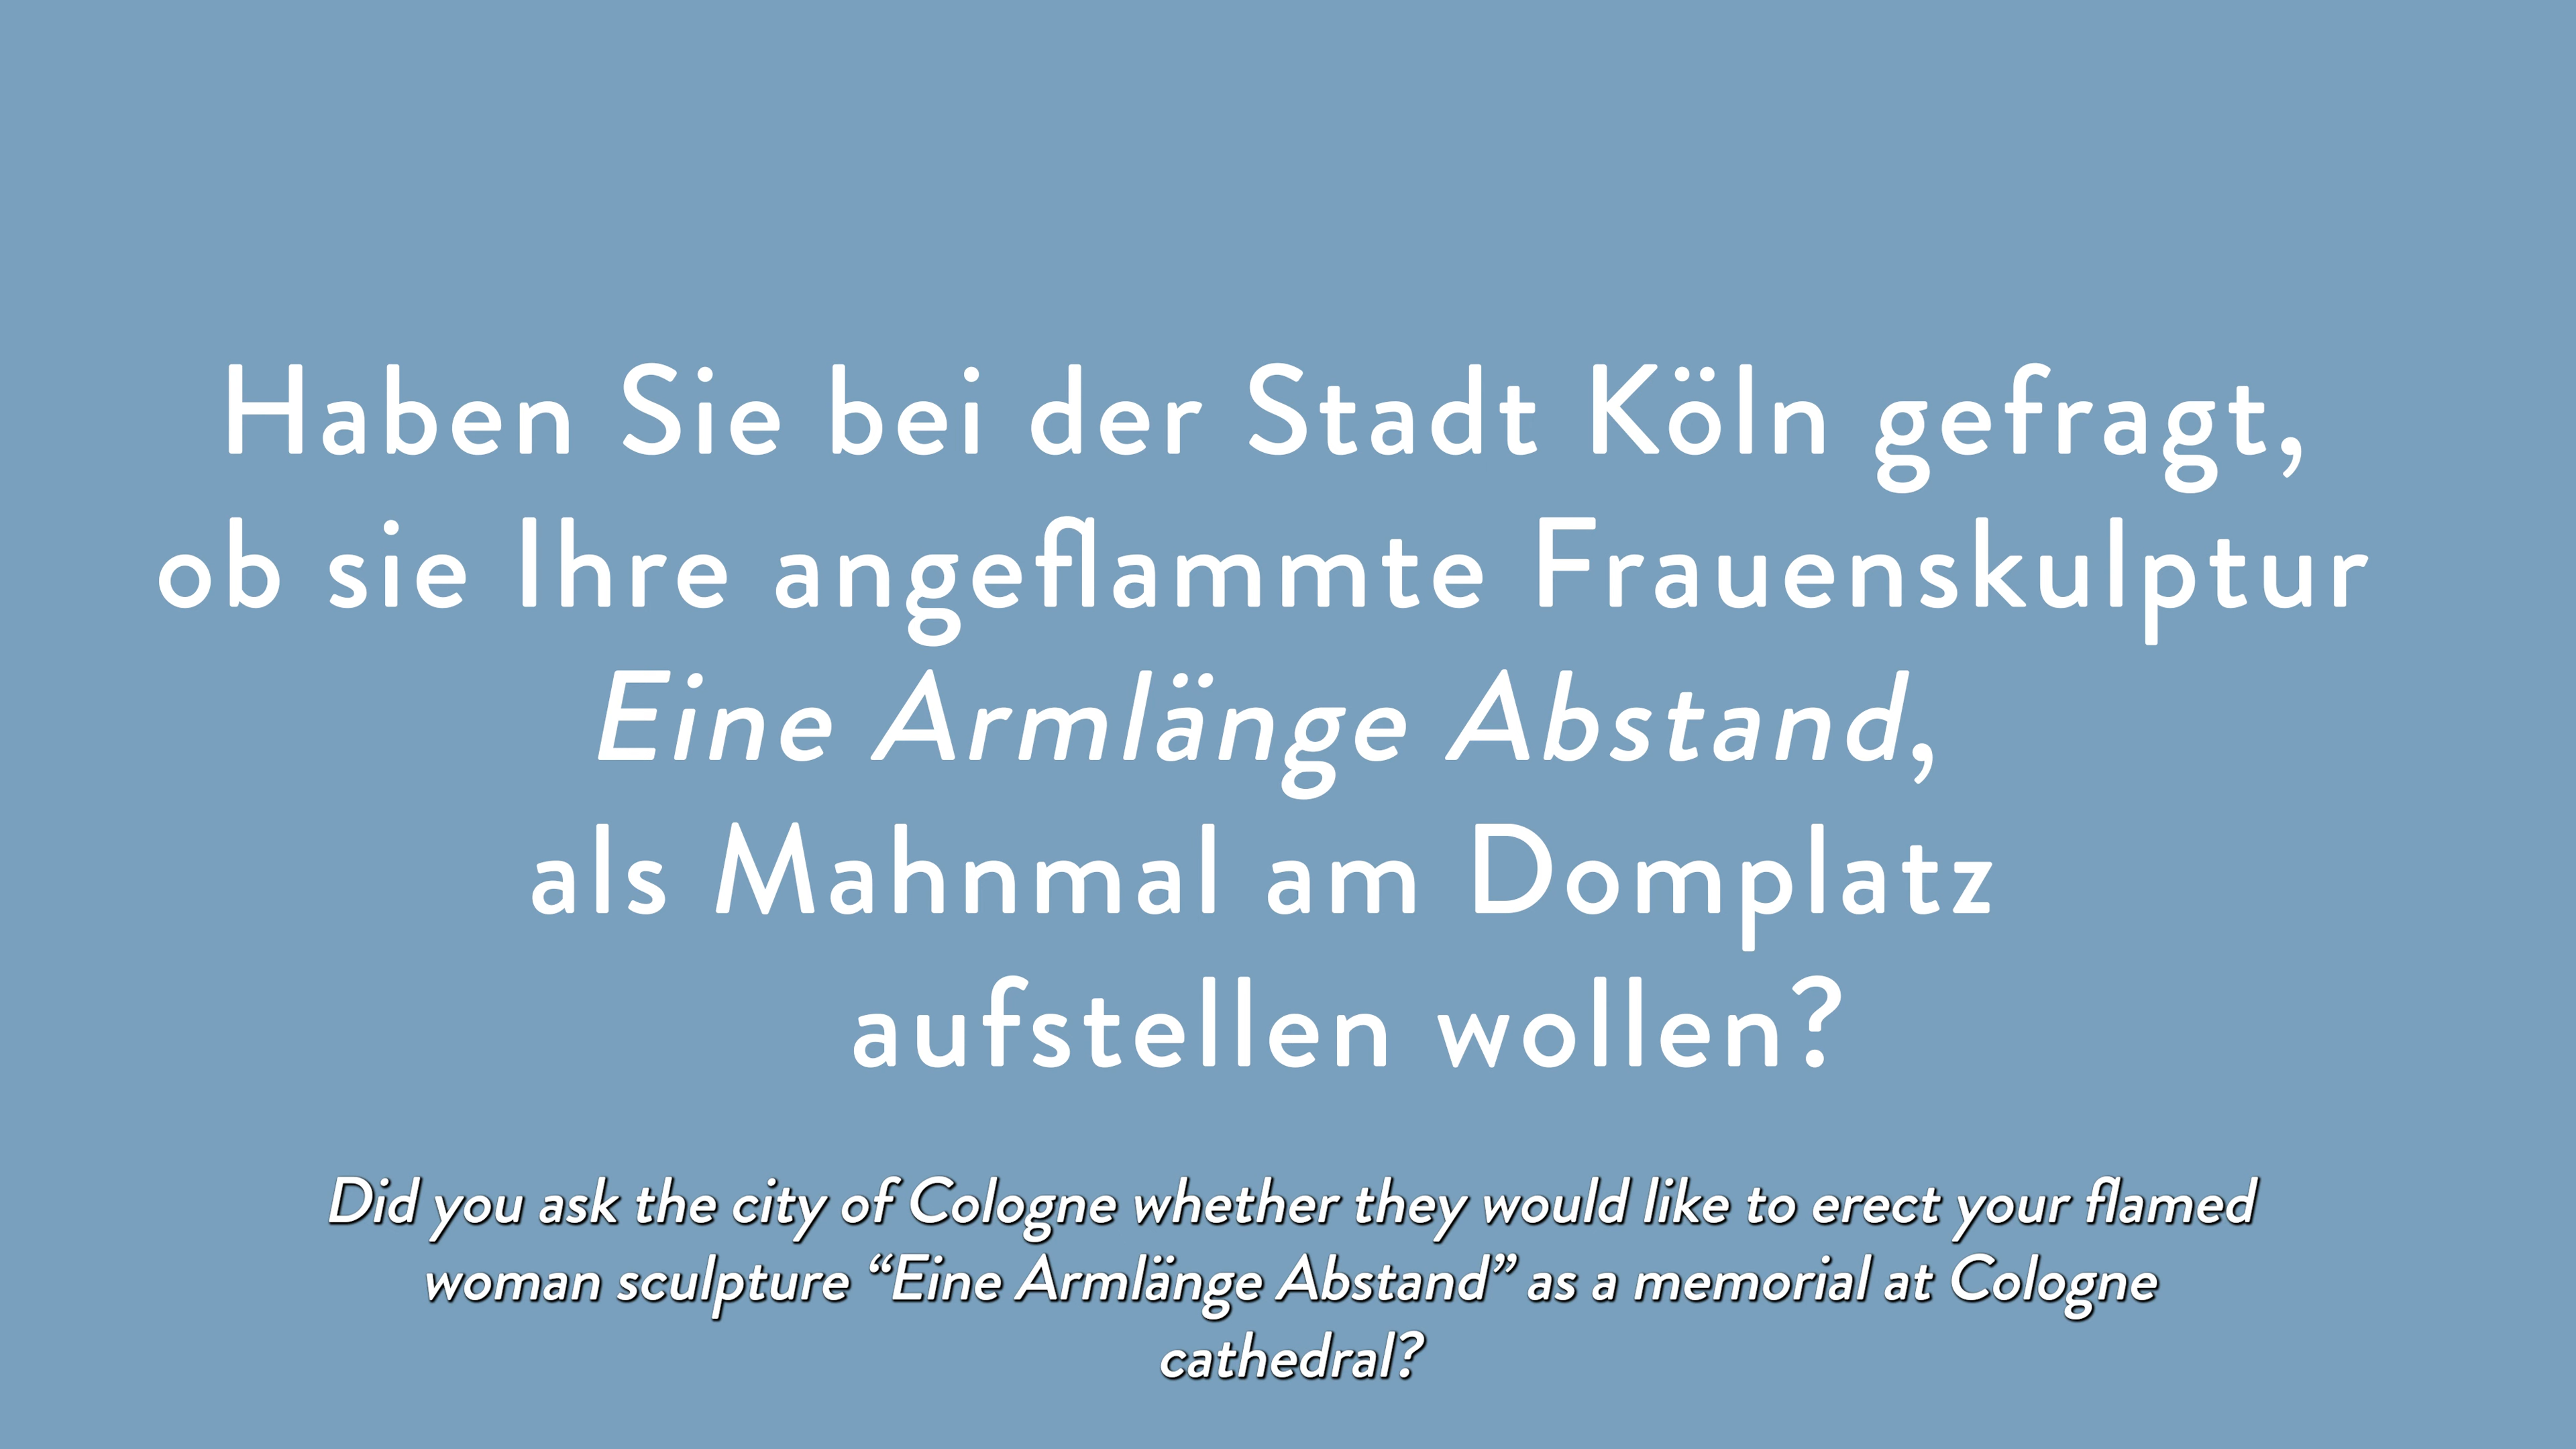 Haben Sie bei der Stadt Köln gefragt,
ob sie Ihre angeflammte Frauenskulptur
Eine Armlänge Abstand,
als Mahnmal am Domplatz
aufstellen wollen?
Did you ask the city of Cologne whether they would like to erect your flamed
woman sculpture “Eine Armlänge Abstand” as a memorial at Cologne
cathedral?